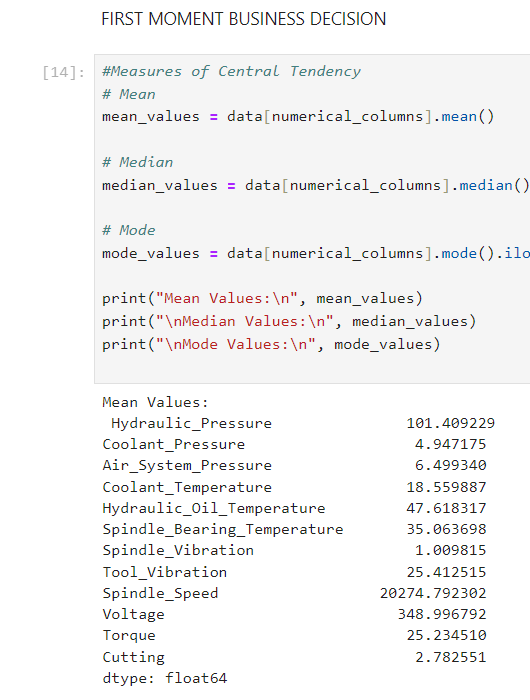 FIRST MOMENT BUSINESS DECISION
[14]:
#Measures of Central Tendency
# Mean
mean_values = data[numerical_columns].mean()
# Median
median_values = data[numerical_columns].median()
# Mode
mode_values = data[numerical_columns].mode().ilo
print("Mean Values:\n", mean_values)
print("\nMedian Values:\n", median_values)
print("\nMode Values:\n", mode_values)
Mean Values:
Hydraulic_Pressure 101.409229
Coolant_Pressure 4.947175
Air_System_Pressure 6.499340
Coolant_Temperature 18.559887
Hydraulic_Oil_Temperature 47.618317
Spindle_Bearing_Temperature 35.063698
Spindle_Vibration 1.009815
Tool_Vibration 25.412515
Spindle_Speed 20274.792302
Voltage 348.996792
Torque 25.234510
Cutting 2.782551
dtype: float64